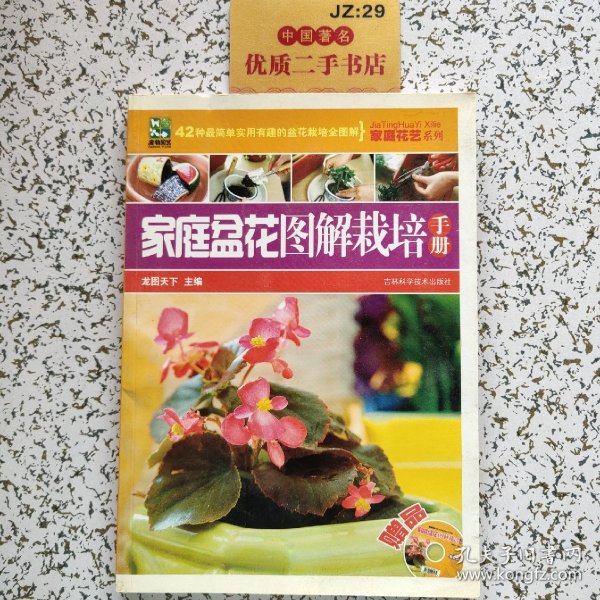 JZ:29
中国著名
优质二手书店
42种最简单实用有趣的盆花栽培全图解}
JiaTingHuaYi Xilie
家庭花艺系列
家庭盆花图解栽培手册
龙图天下 主编
吉林科学技术出版社
赠品
孔夫子旧书网
www.kongfz.com